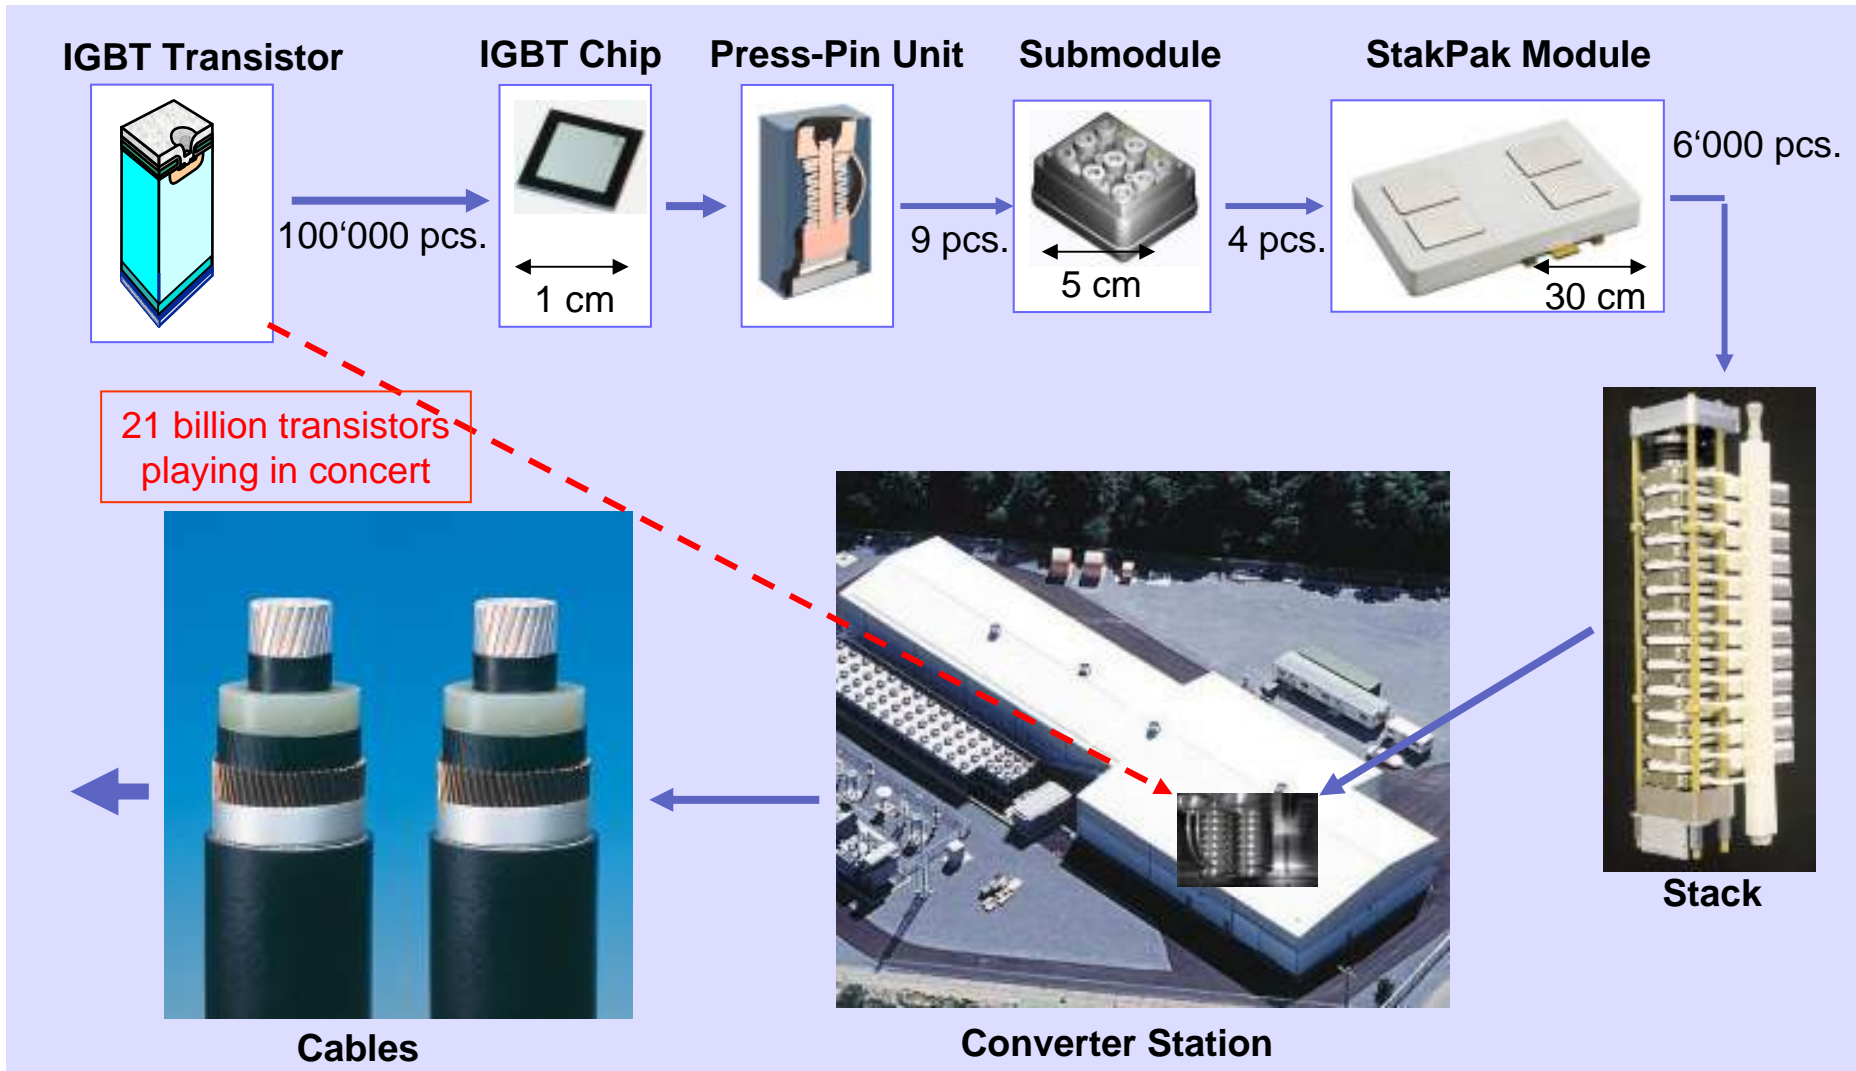 IGBT Transistor
IGBT Chip
Press-Pin Unit
Submodule
StakPak Module
100‘000 pcs.
9 pcs.
4 pcs.
6‘000 pcs.
1 cm
5 cm
30 cm
21 billion transistors
playing in concert
Stack
Cables
Converter Station